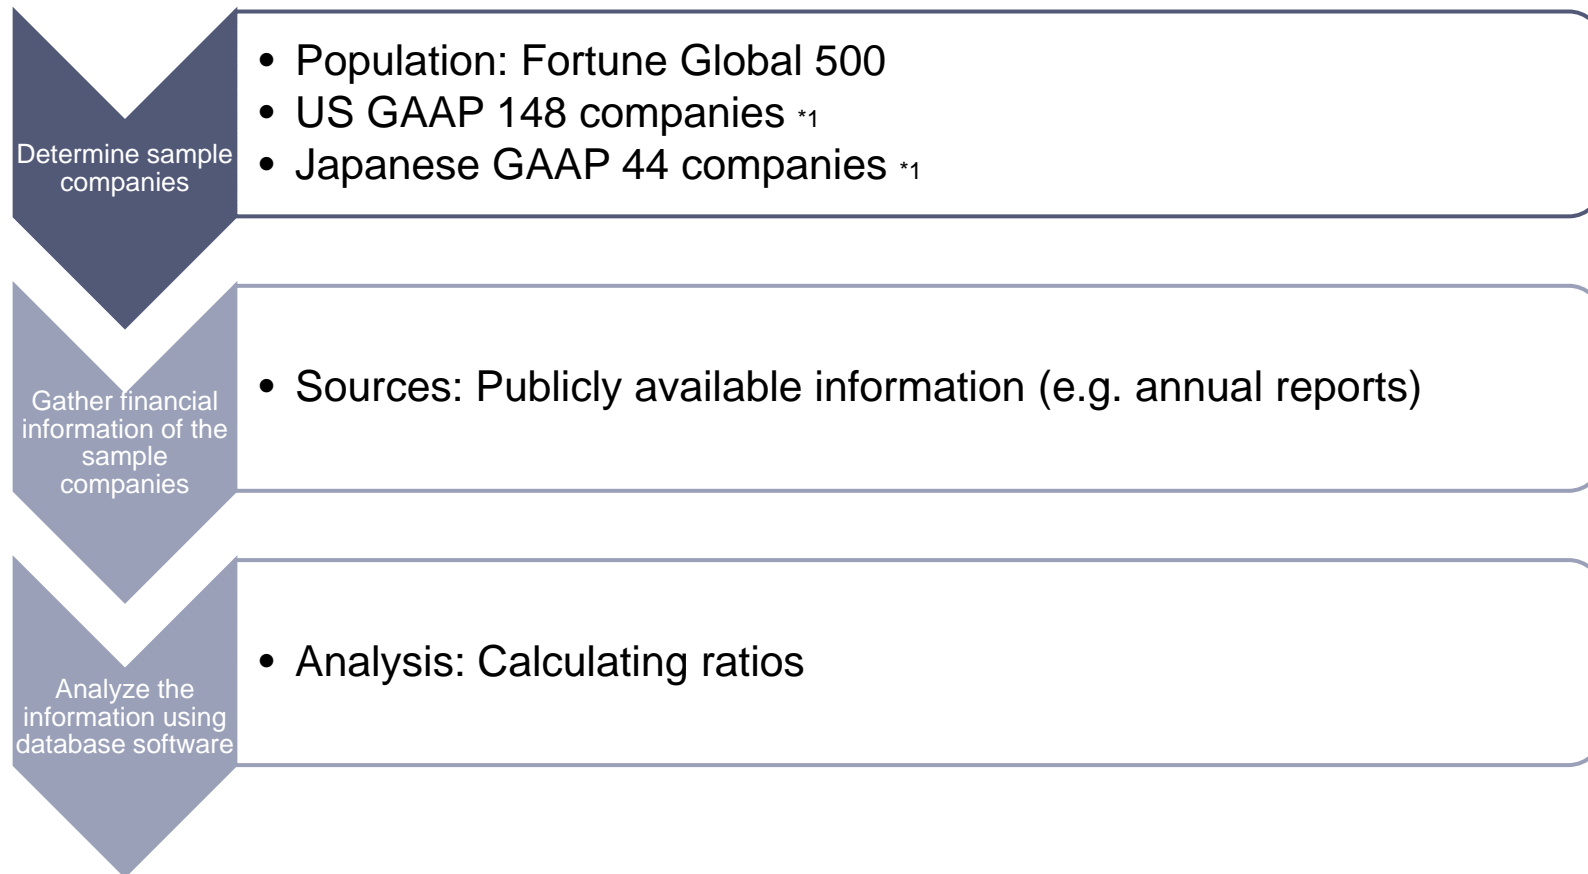 Determine sample
companies
• Population: Fortune Global 500
• US GAAP 148 companies *1
• Japanese GAAP 44 companies *1
Gather financial
information of the
sample
companies
• Sources: Publicly available information (e.g. annual reports)
Analyze the
information using
database software
• Analysis: Calculating ratios